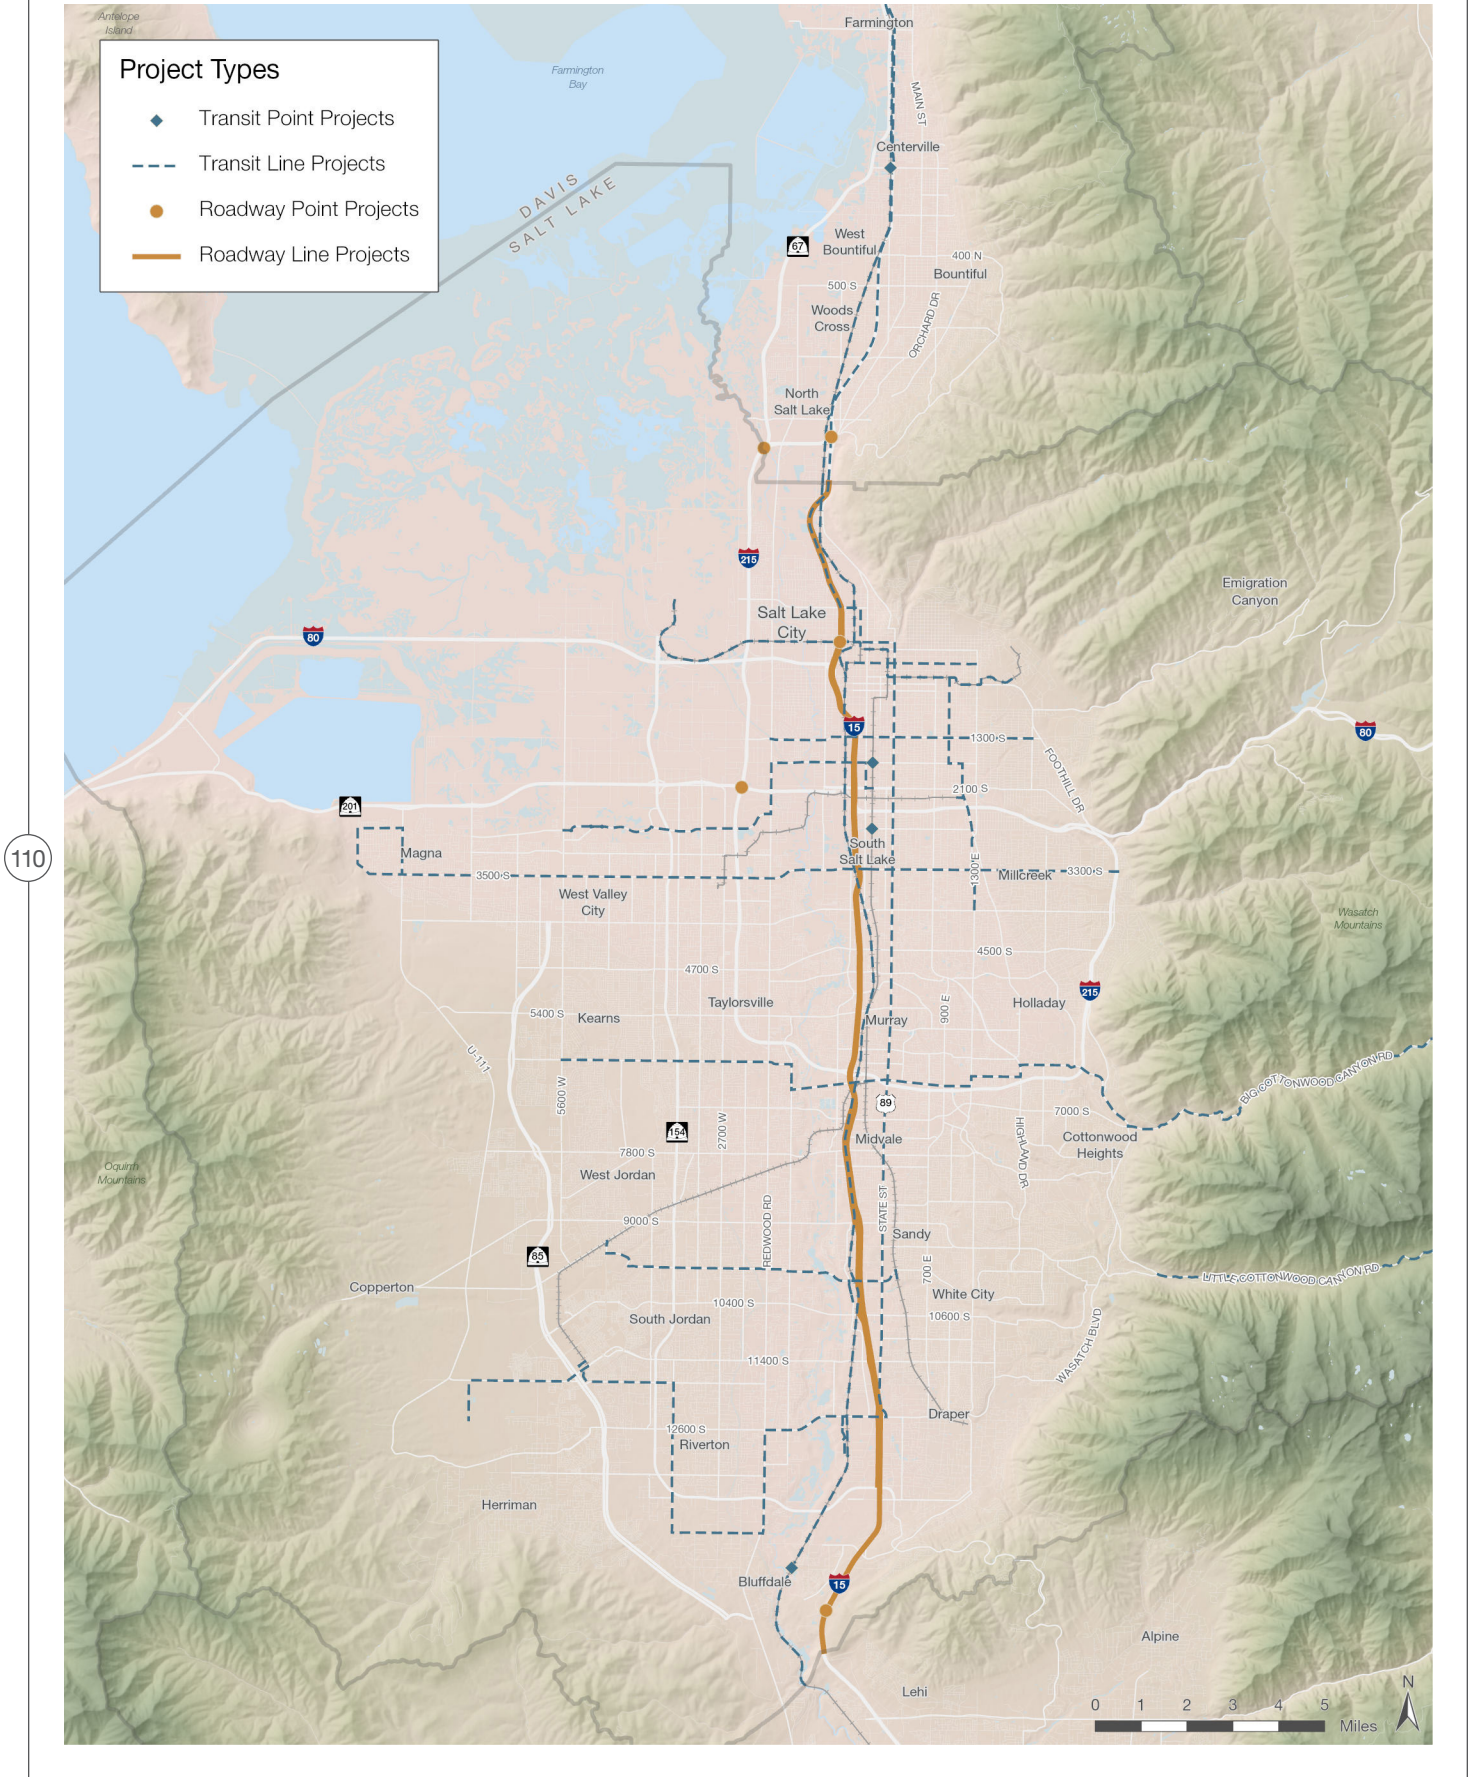 Antelope
Island
Farmington
Project Types
Farmington
Bay
Transit Point Projects
MAIN ST
Transit Line Projects
Centerville
DAVIS
SALT LAKE
Roadway Point Projects
Roadway Line Projects
67
West
Bountiful
400 N
Bountiful
500 S
Woods
Cross
ORCHARD DR
North
Salt Lake
215
Emigration
Canyon
Salt Lake
City
80
15
80
1300 S
FOOTHILL DR
2100 S
201
South
Salt Lake
110
Magna
3500 S
1300 E
Millcreek
3300 S
West Valley
City
Wasatch
Mountains
4500 S
4700 S
215
Taylorsville
900 E
Holladay
5400 S
Kearns
Murray
U-111
BIG COTTONWOOD CANYON RD
5600 W
89
7000 S
154
2700 W
Midvale
Cottonwood
Heights
HIGHLAND DR
7800 S
West Jordan
Oquirrh
Mountains
9000 S
REDWOOD RD
STATE ST
Sandy
85
700 E
LITTLE COTTONWOOD CANYON RD
Copperton
White City
10400 S
South Jordan
10600 S
WASATCH BLVD
11400 S
Draper
12600 S
Riverton
Herriman
Bluffdale
15
Alpine
Lehi
N
0 1 2 3 4 5
Miles